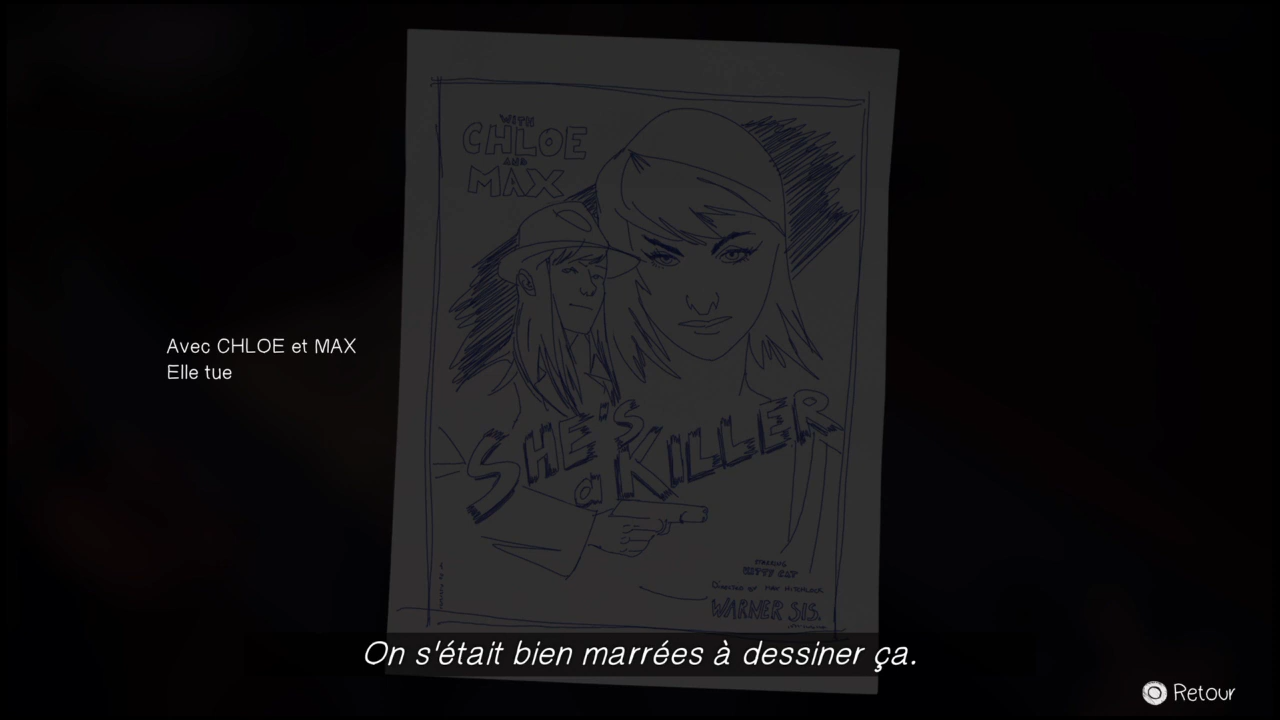 WITH
CHLOE
AND
MAX
Avec CHLOE et MAX
Elle tue
SHE'S
a KILLER
STARRING
KITTY CAT
DIRECTED BY MAX HITCHLOCK
WARNER SIS.
On s'était bien marrées à dessiner ça.
Retour